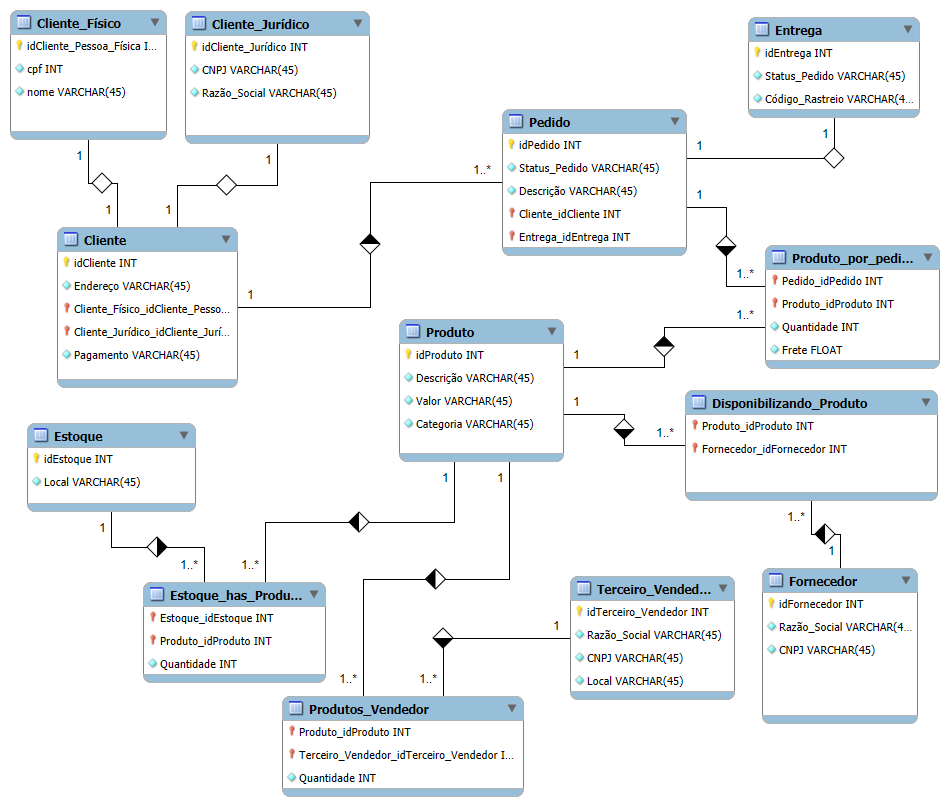 Cliente_Físico
idCliente_Pessoa_Física I...
cpf INT
nome VARCHAR(45)
Cliente_Jurídico
idCliente_Jurídico INT
CNPJ VARCHAR(45)
Razão_Social VARCHAR(45)
Entrega
idEntrega INT
Status_Pedido VARCHAR(45)
Código_Rastreio VARCHAR(4...
Pedido
idPedido INT
Status_Pedido VARCHAR(45)
Descrição VARCHAR(45)
Cliente_idCliente INT
Entrega_idEntrega INT
1
1
1
1
1..*
1
1
1
1
1..*
Cliente
idCliente INT
Endereço VARCHAR(45)
Cliente_Físico_idCliente_Pesso...
Cliente_Jurídico_idCliente_Jurí...
Pagamento VARCHAR(45)
Produto_por_pedi...
Pedido_idPedido INT
Produto_idProduto INT
Quantidade INT
Frete FLOAT
1..*
1
Produto
idProduto INT
Descrição VARCHAR(45)
Valor VARCHAR(45)
Categoria VARCHAR(45)
1
1..*
Disponibilizando_Produto
Produto_idProduto INT
Fornecedor_idFornecedor INT
Estoque
idEstoque INT
Local VARCHAR(45)
1
1
1
1..*
1..*
1..*
1
Estoque_has_Produ...
Estoque_idEstoque INT
Produto_idProduto INT
Quantidade INT
Terceiro_Vended...
idTerceiro_Vendedor INT
Razão_Social VARCHAR(45)
CNPJ VARCHAR(45)
Local VARCHAR(45)
Fornecedor
idFornecedor INT
Razão_Social VARCHAR(4...
CNPJ VARCHAR(45)
1
1..*
1..*
Produtos_Vendedor
Produto_idProduto INT
Terceiro_Vendedor_idTerceiro_Vendedor I...
Quantidade INT